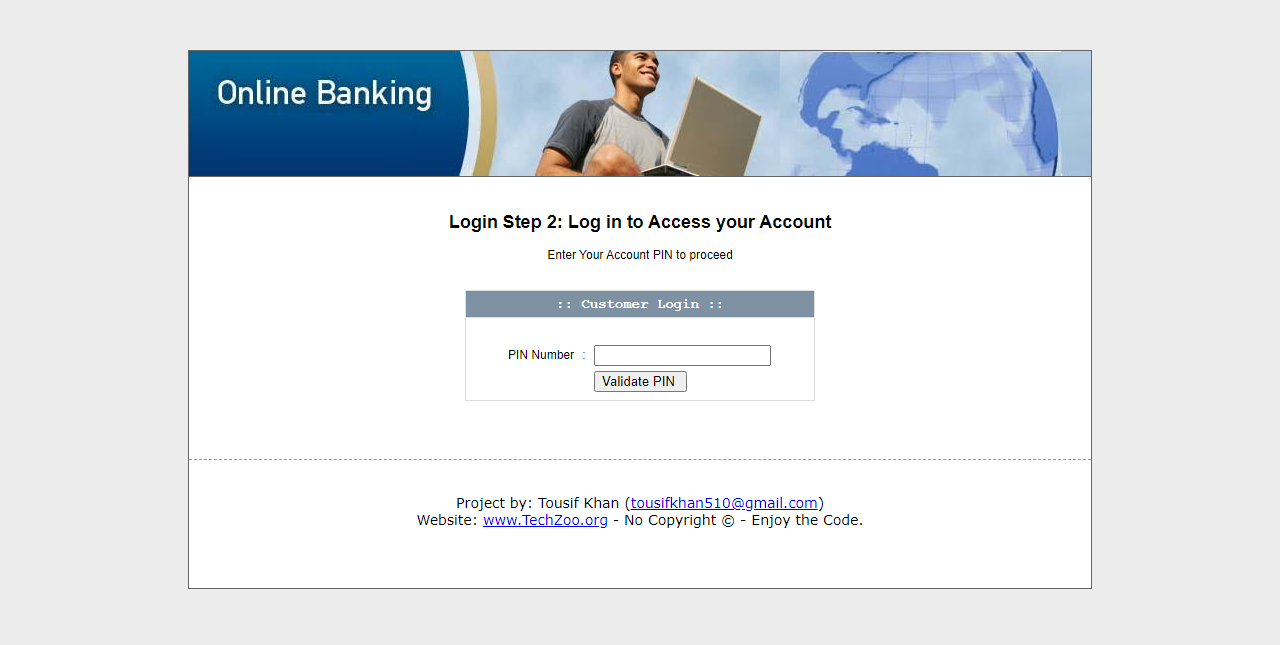 Online Banking
Login Step 2: Log in to Access your Account
Enter Your Account PIN to proceed
:: Customer Login ::
PIN Number :
Validate PIN
Project by: Tousif Khan (tousifkhan510@gmail.com)
Website: www.TechZoo.org - No Copyright © - Enjoy the Code.